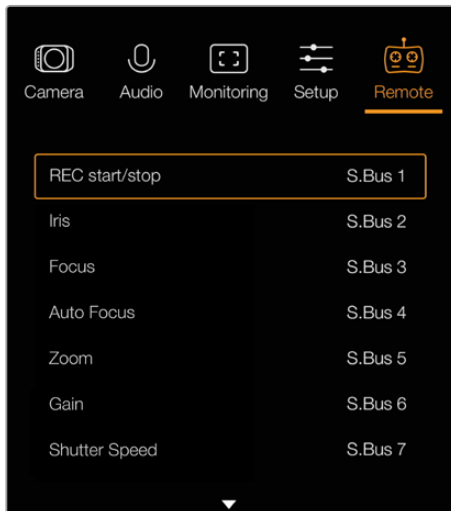 Camera Audio Monitoring Setup Remote
REC start/stop S.Bus 1
Iris S.Bus 2
Focus S.Bus 3
Auto Focus S.Bus 4
Zoom S.Bus 5
Gain S.Bus 6
Shutter Speed S.Bus 7